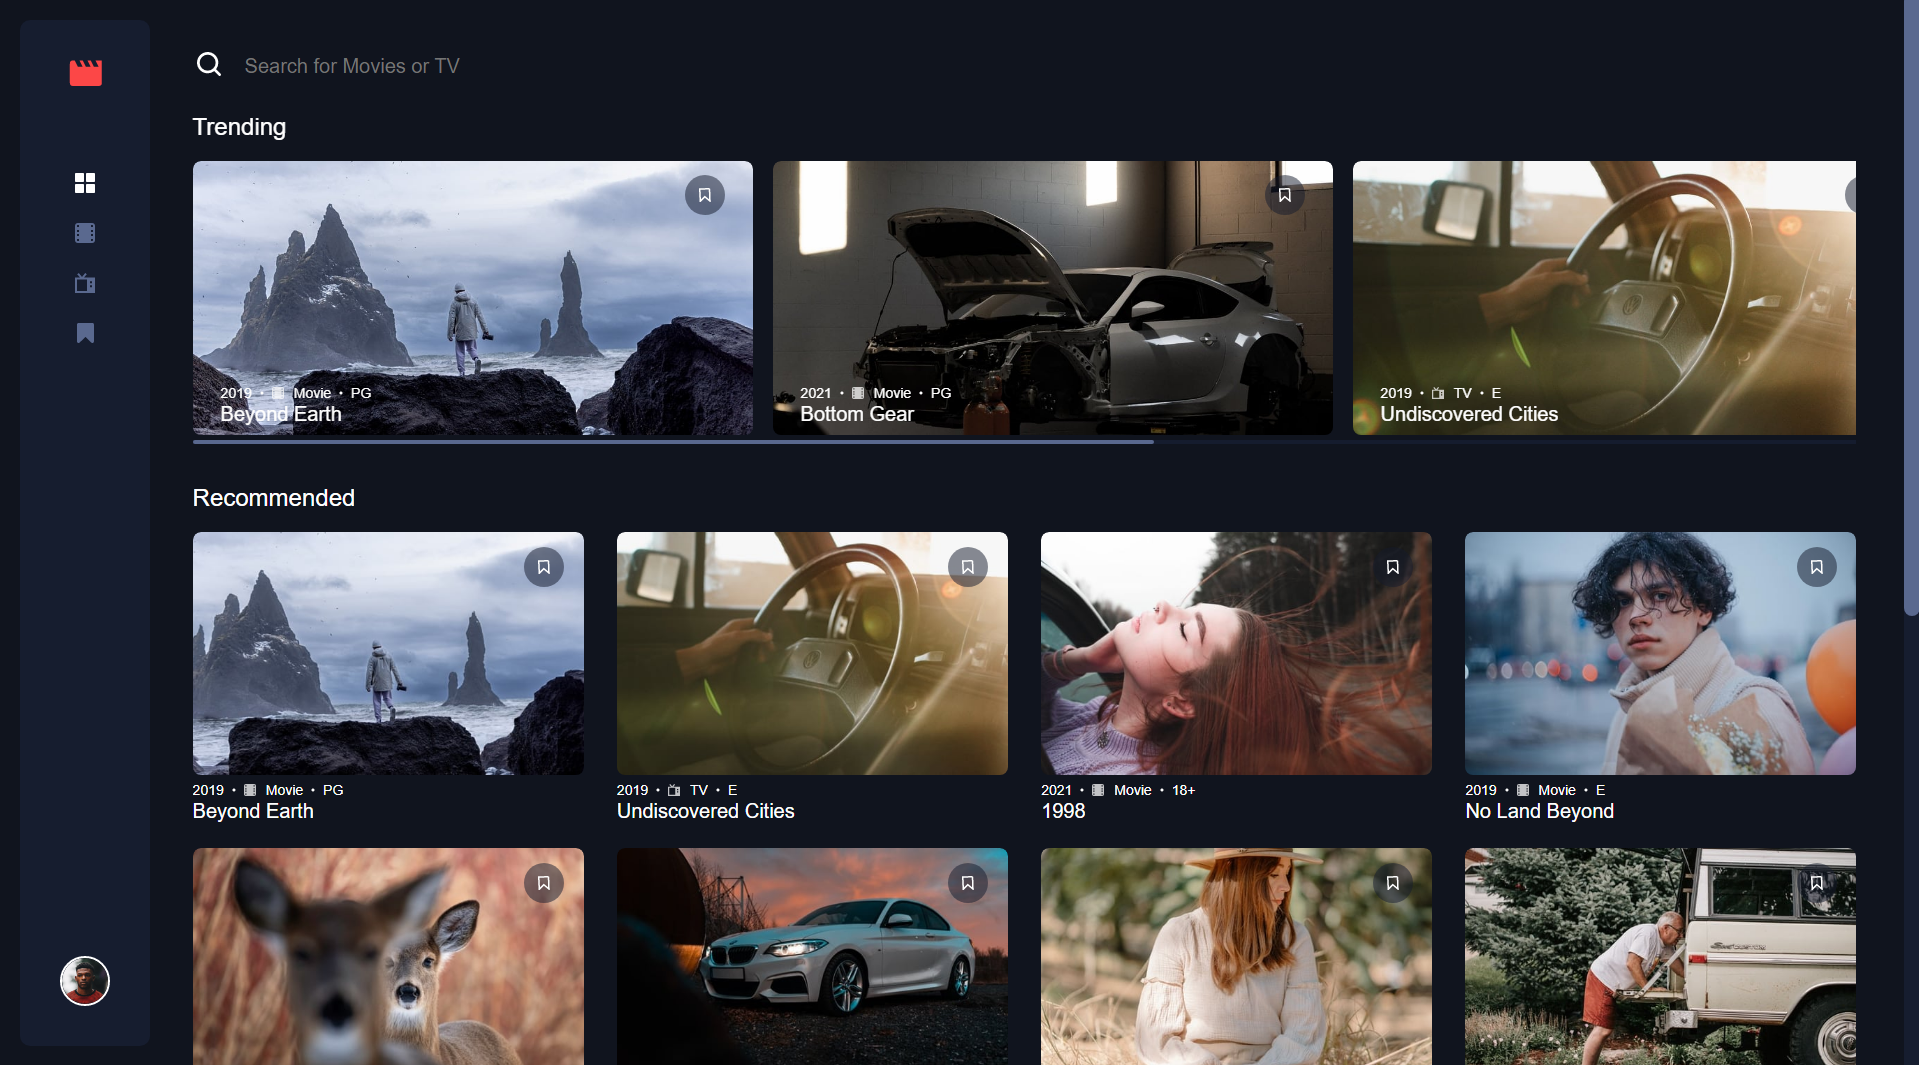 Search for Movies or TV
Trending
2019 • Movie • PG
Beyond Earth
2021 • Movie • PG
Bottom Gear
2019 • TV • E
Undiscovered Cities
Recommended
2019 • Movie • PG
Beyond Earth
2019 • TV • E
Undiscovered Cities
2021 • Movie • 18+
1998
2019 • Movie • E
No Land Beyond